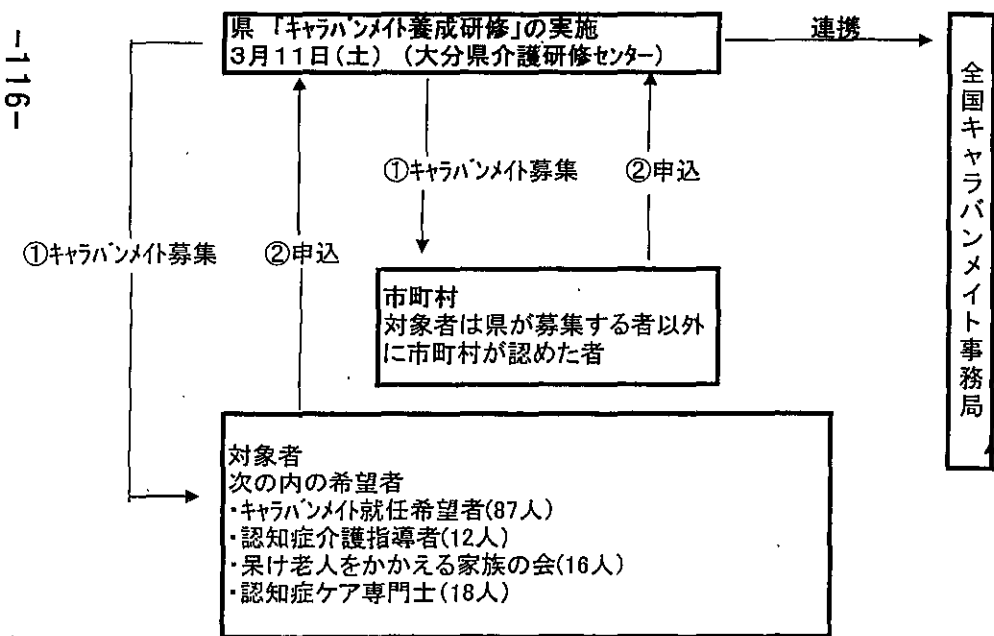 県 「キャラバンメイト養成研修」の実施
3月11日(土) (大分県介護研修センター)
連携
全国キャラバンメイト事務局
-116-
①キャラバンメイト募集
②申込
①キャラバンメイト募集
②申込
市町村
対象者は県が募集する者以外
に市町村が認めた者
対象者
次の内の希望者
・キャラバンメイト就任希望者(87人)
・認知症介護指導者(12人)
・呆け老人をかかえる家族の会(16人)
・認知症ケア専門士(18人)